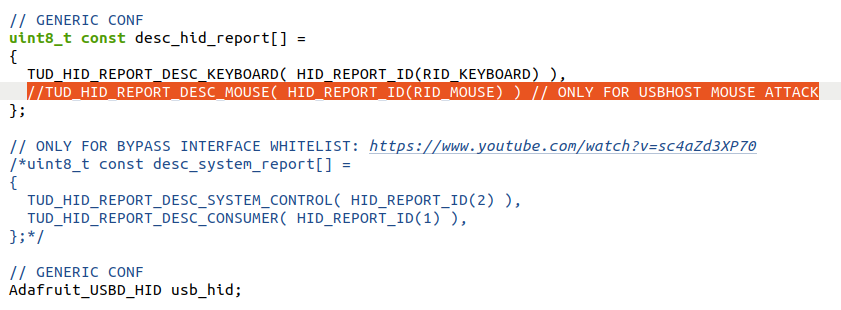 // GENERIC CONF
uint8_t const desc_hid_report[] =
{
  TUD_HID_REPORT_DESC_KEYBOARD( HID_REPORT_ID(RID_KEYBOARD) ),
  //TUD_HID_REPORT_DESC_MOUSE( HID_REPORT_ID(RID_MOUSE) ) // ONLY FOR USBHOST MOUSE ATTACK
};
// ONLY FOR BYPASS INTERFACE WHITELIST: https://www.youtube.com/watch?v=sc4aZd3XP70
/*uint8_t const desc_system_report[] =
{
  TUD_HID_REPORT_DESC_SYSTEM_CONTROL( HID_REPORT_ID(2) ),
  TUD_HID_REPORT_DESC_CONSUMER( HID_REPORT_ID(1) ),
};*/
// GENERIC CONF
Adafruit_USBD_HID usb_hid;